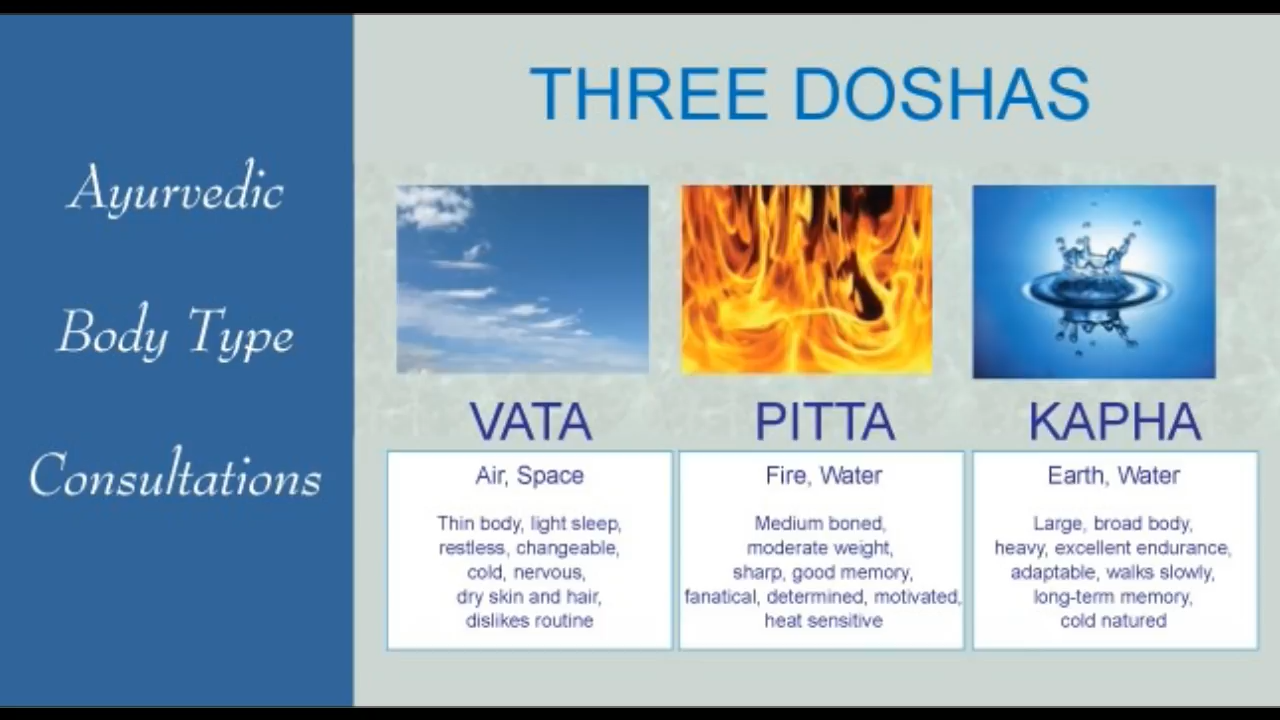 Ayurvedic
Body Type
Consultations
THREE DOSHAS
VATA
Air, Space
Thin body, light sleep,
restless, changeable,
cold, nervous,
dry skin and hair,
dislikes routine
PITTA
Fire, Water
Medium boned,
moderate weight,
sharp, good memory,
fanatical, determined, motivated,
heat sensitive
KAPHA
Earth, Water
Large, broad body,
heavy, excellent endurance,
adaptable, walks slowly,
long-term memory,
cold natured